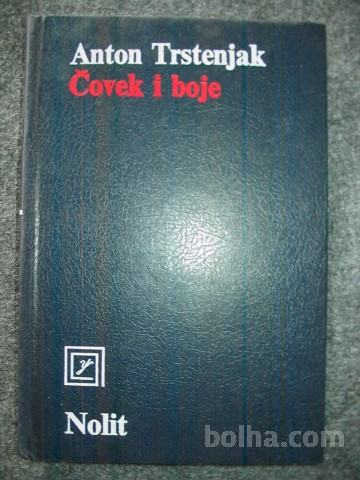 Anton Trstenjak
Čovek i boje
Nolit
bolha.com